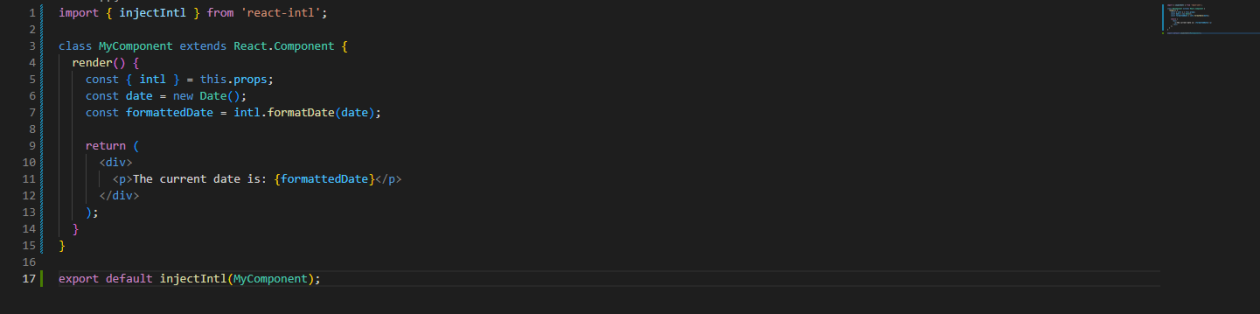 1 import { injectIntl } from 'react-intl';
2
3 class MyComponent extends React.Component {
4   render() {
5     const { intl } = this.props;
6     const date = new Date();
7     const formattedDate = intl.formatDate(date);
8
9     return (
10       <div>
11         <p>The current date is: {formattedDate}</p>
12       </div>
13     );
14   }
15 }
16
17 export default injectIntl(MyComponent);